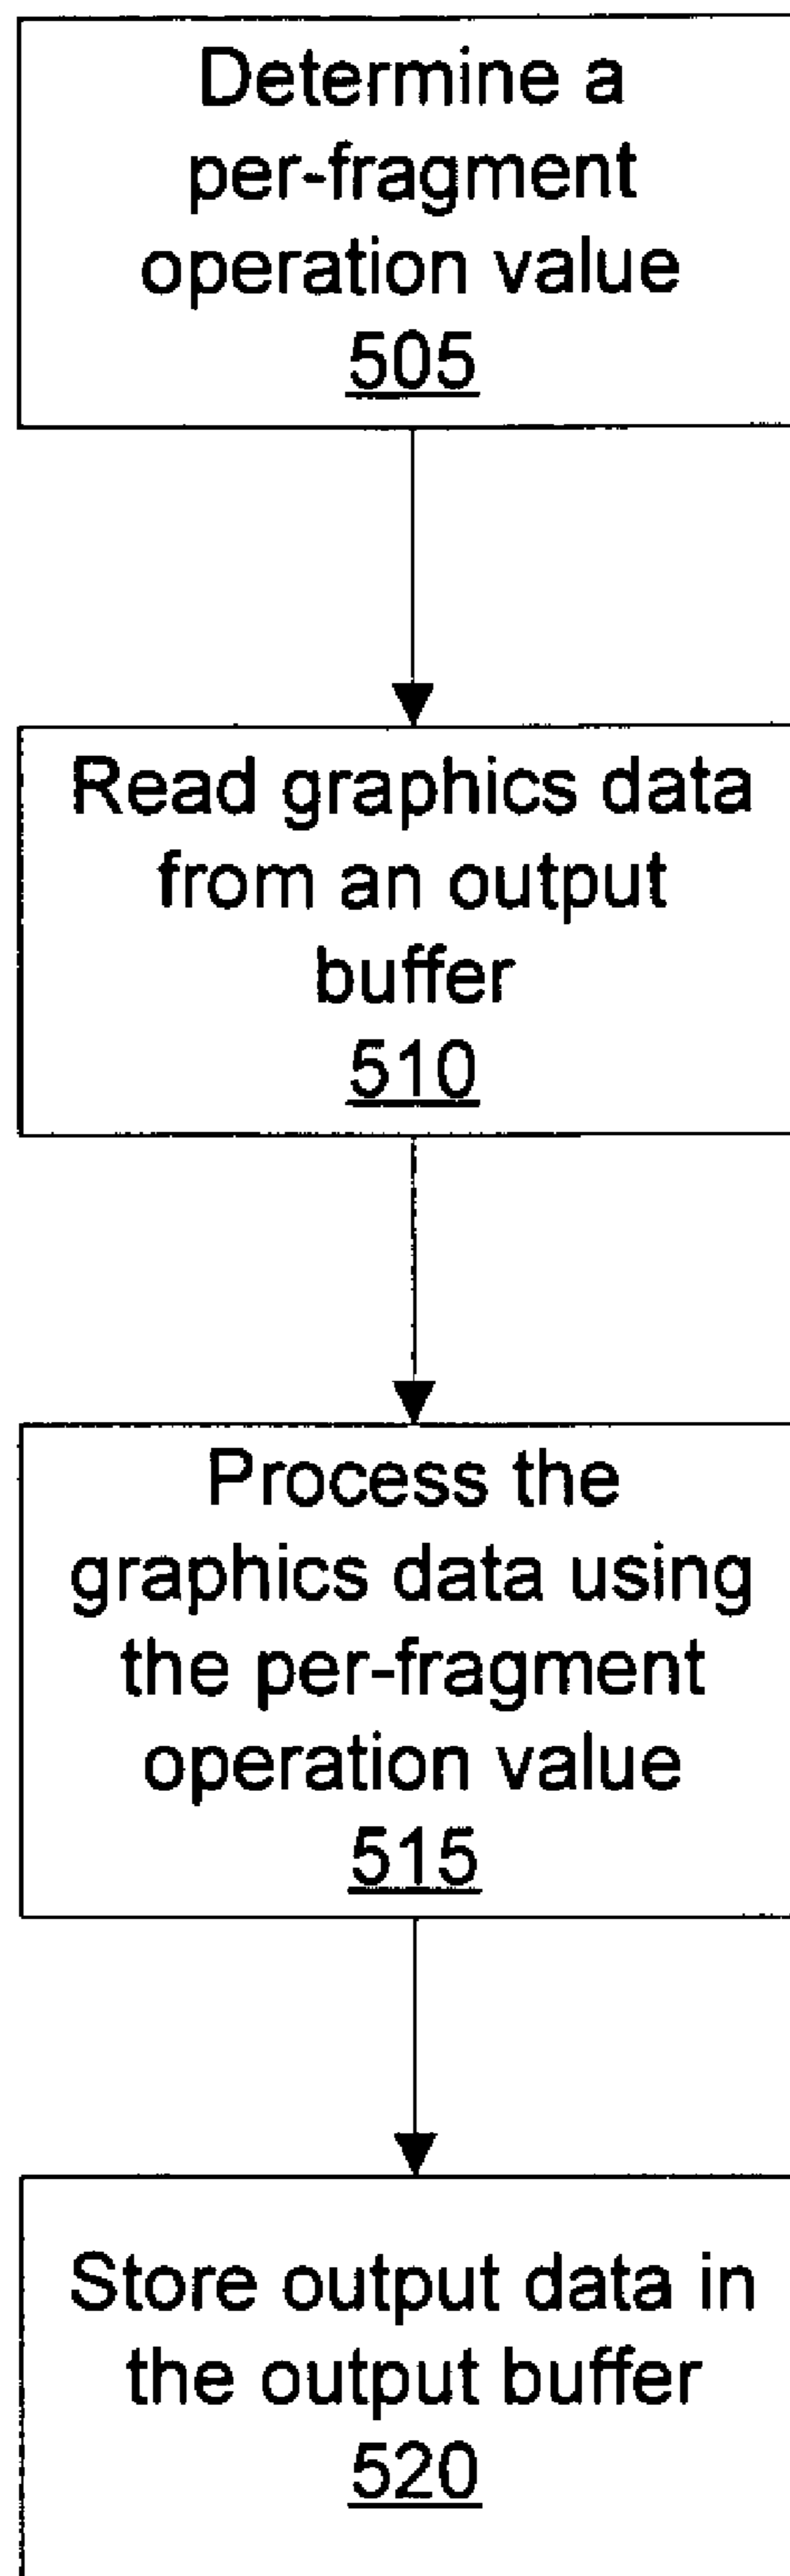 Determine a
per-fragment
operation value
505
Read graphics data
from an output
buffer
510
Process the
graphics data using
the per-fragment
operation value
515
Store output data in
the output buffer
520